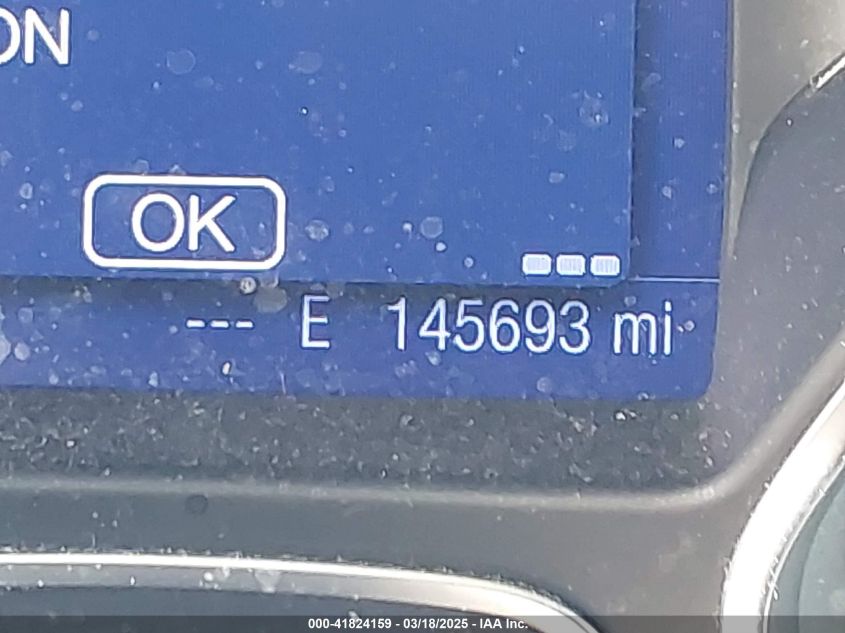 ON
OK
--- E 145693 mi
000-41824159 — 03/18/2025 — IAA Inc.